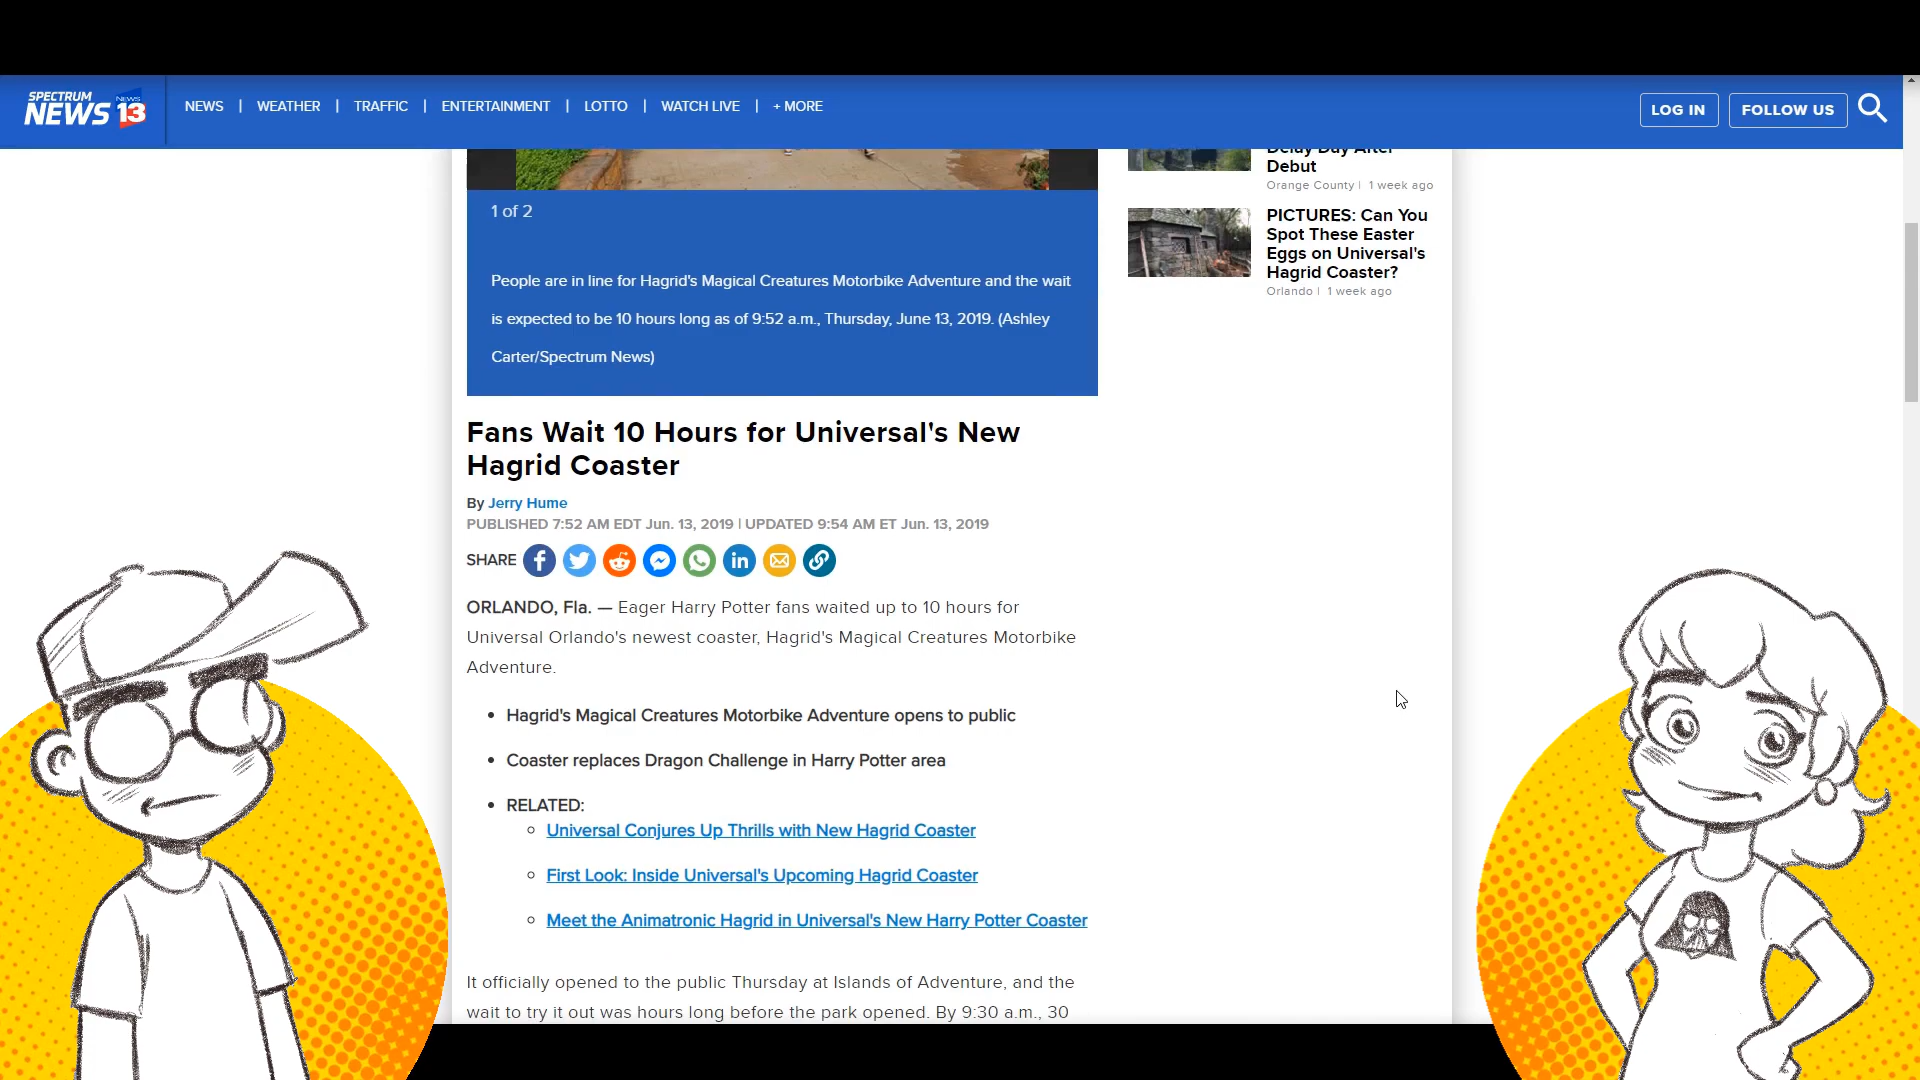 SPECTRUM
NEWS NEWS 13
NEWS | WEATHER | TRAFFIC | ENTERTAINMENT | LOTTO | WATCH LIVE | + MORE
LOG IN FOLLOW US
Delay Day After
Debut
Orange County | 1 week ago
PICTURES: Can You
Spot These Easter
Eggs on Universal's
Hagrid Coaster?
Orlando | 1 week ago
1 of 2
People are in line for Hagrid's Magical Creatures Motorbike Adventure and the wait
is expected to be 10 hours long as of 9:52 a.m., Thursday, June 13, 2019. (Ashley
Carter/Spectrum News)
Fans Wait 10 Hours for Universal's New
Hagrid Coaster
By Jerry Hume
PUBLISHED 7:52 AM EDT Jun. 13, 2019 | UPDATED 9:54 AM ET Jun. 13, 2019
SHARE
ORLANDO, Fla. — Eager Harry Potter fans waited up to 10 hours for
Universal Orlando's newest coaster, Hagrid's Magical Creatures Motorbike
Adventure.
Hagrid's Magical Creatures Motorbike Adventure opens to public
Coaster replaces Dragon Challenge in Harry Potter area
RELATED:
Universal Conjures Up Thrills with New Hagrid Coaster
First Look: Inside Universal's Upcoming Hagrid Coaster
Meet the Animatronic Hagrid in Universal's New Harry Potter Coaster
It officially opened to the public Thursday at Islands of Adventure, and the
wait to try it out was hours long before the park opened. By 9:30 a.m., 30